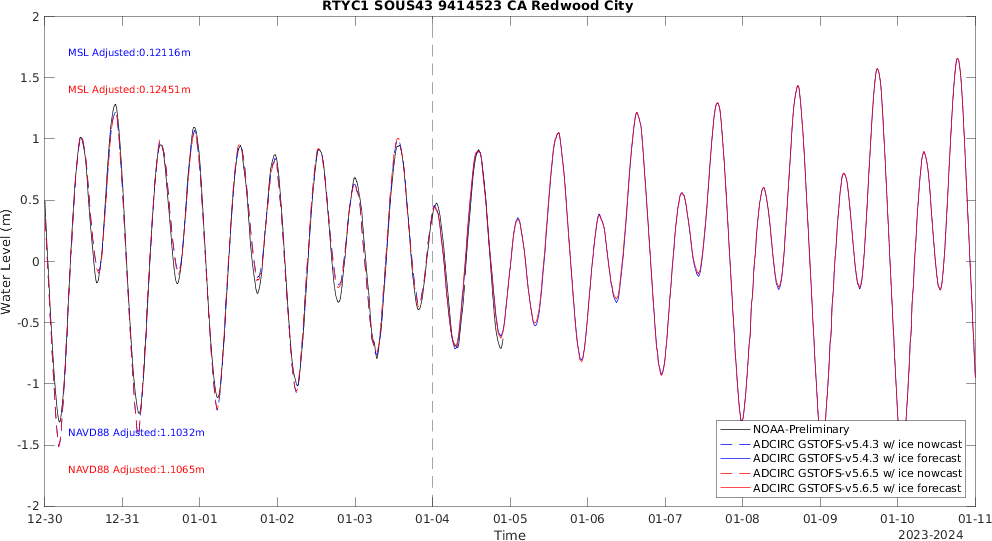 RTYC1 SOUS43 9414523 CA Redwood City
2
1.5
1
0.5
0
-0.5
-1
-1.5
-2
Water Level (m)
MSL Adjusted:0.12116m
MSL Adjusted:0.12451m
NAVD88 Adjusted:1.1032m
NAVD88 Adjusted:1.1065m
NOAA-Preliminary
ADCIRC GSTOFS-v5.4.3 w/ ice nowcast
ADCIRC GSTOFS-v5.4.3 w/ ice forecast
ADCIRC GSTOFS-v5.6.5 w/ ice nowcast
ADCIRC GSTOFS-v5.6.5 w/ ice forecast
12-30 12-31 01-01 01-02 01-03 01-04 01-05 01-06 01-07 01-08 01-09 01-10 01-11
Time
2023-2024